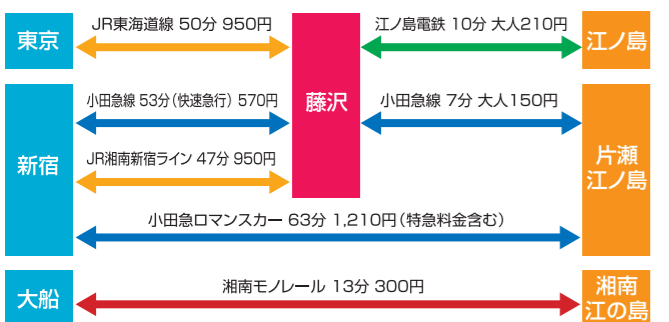 東京
JR東海道線 50分 950円
藤沢
江ノ島電鉄 10分 大人210円
江ノ島
新宿
小田急線 53分（快速急行） 570円
小田急線 7分 大人150円
片瀬
江ノ島
JR湘南新宿ライン 47分 950円
小田急ロマンスカー 63分 1,210円（特急料金含む）
大船
湘南モノレール 13分 300円
湘南
江の島